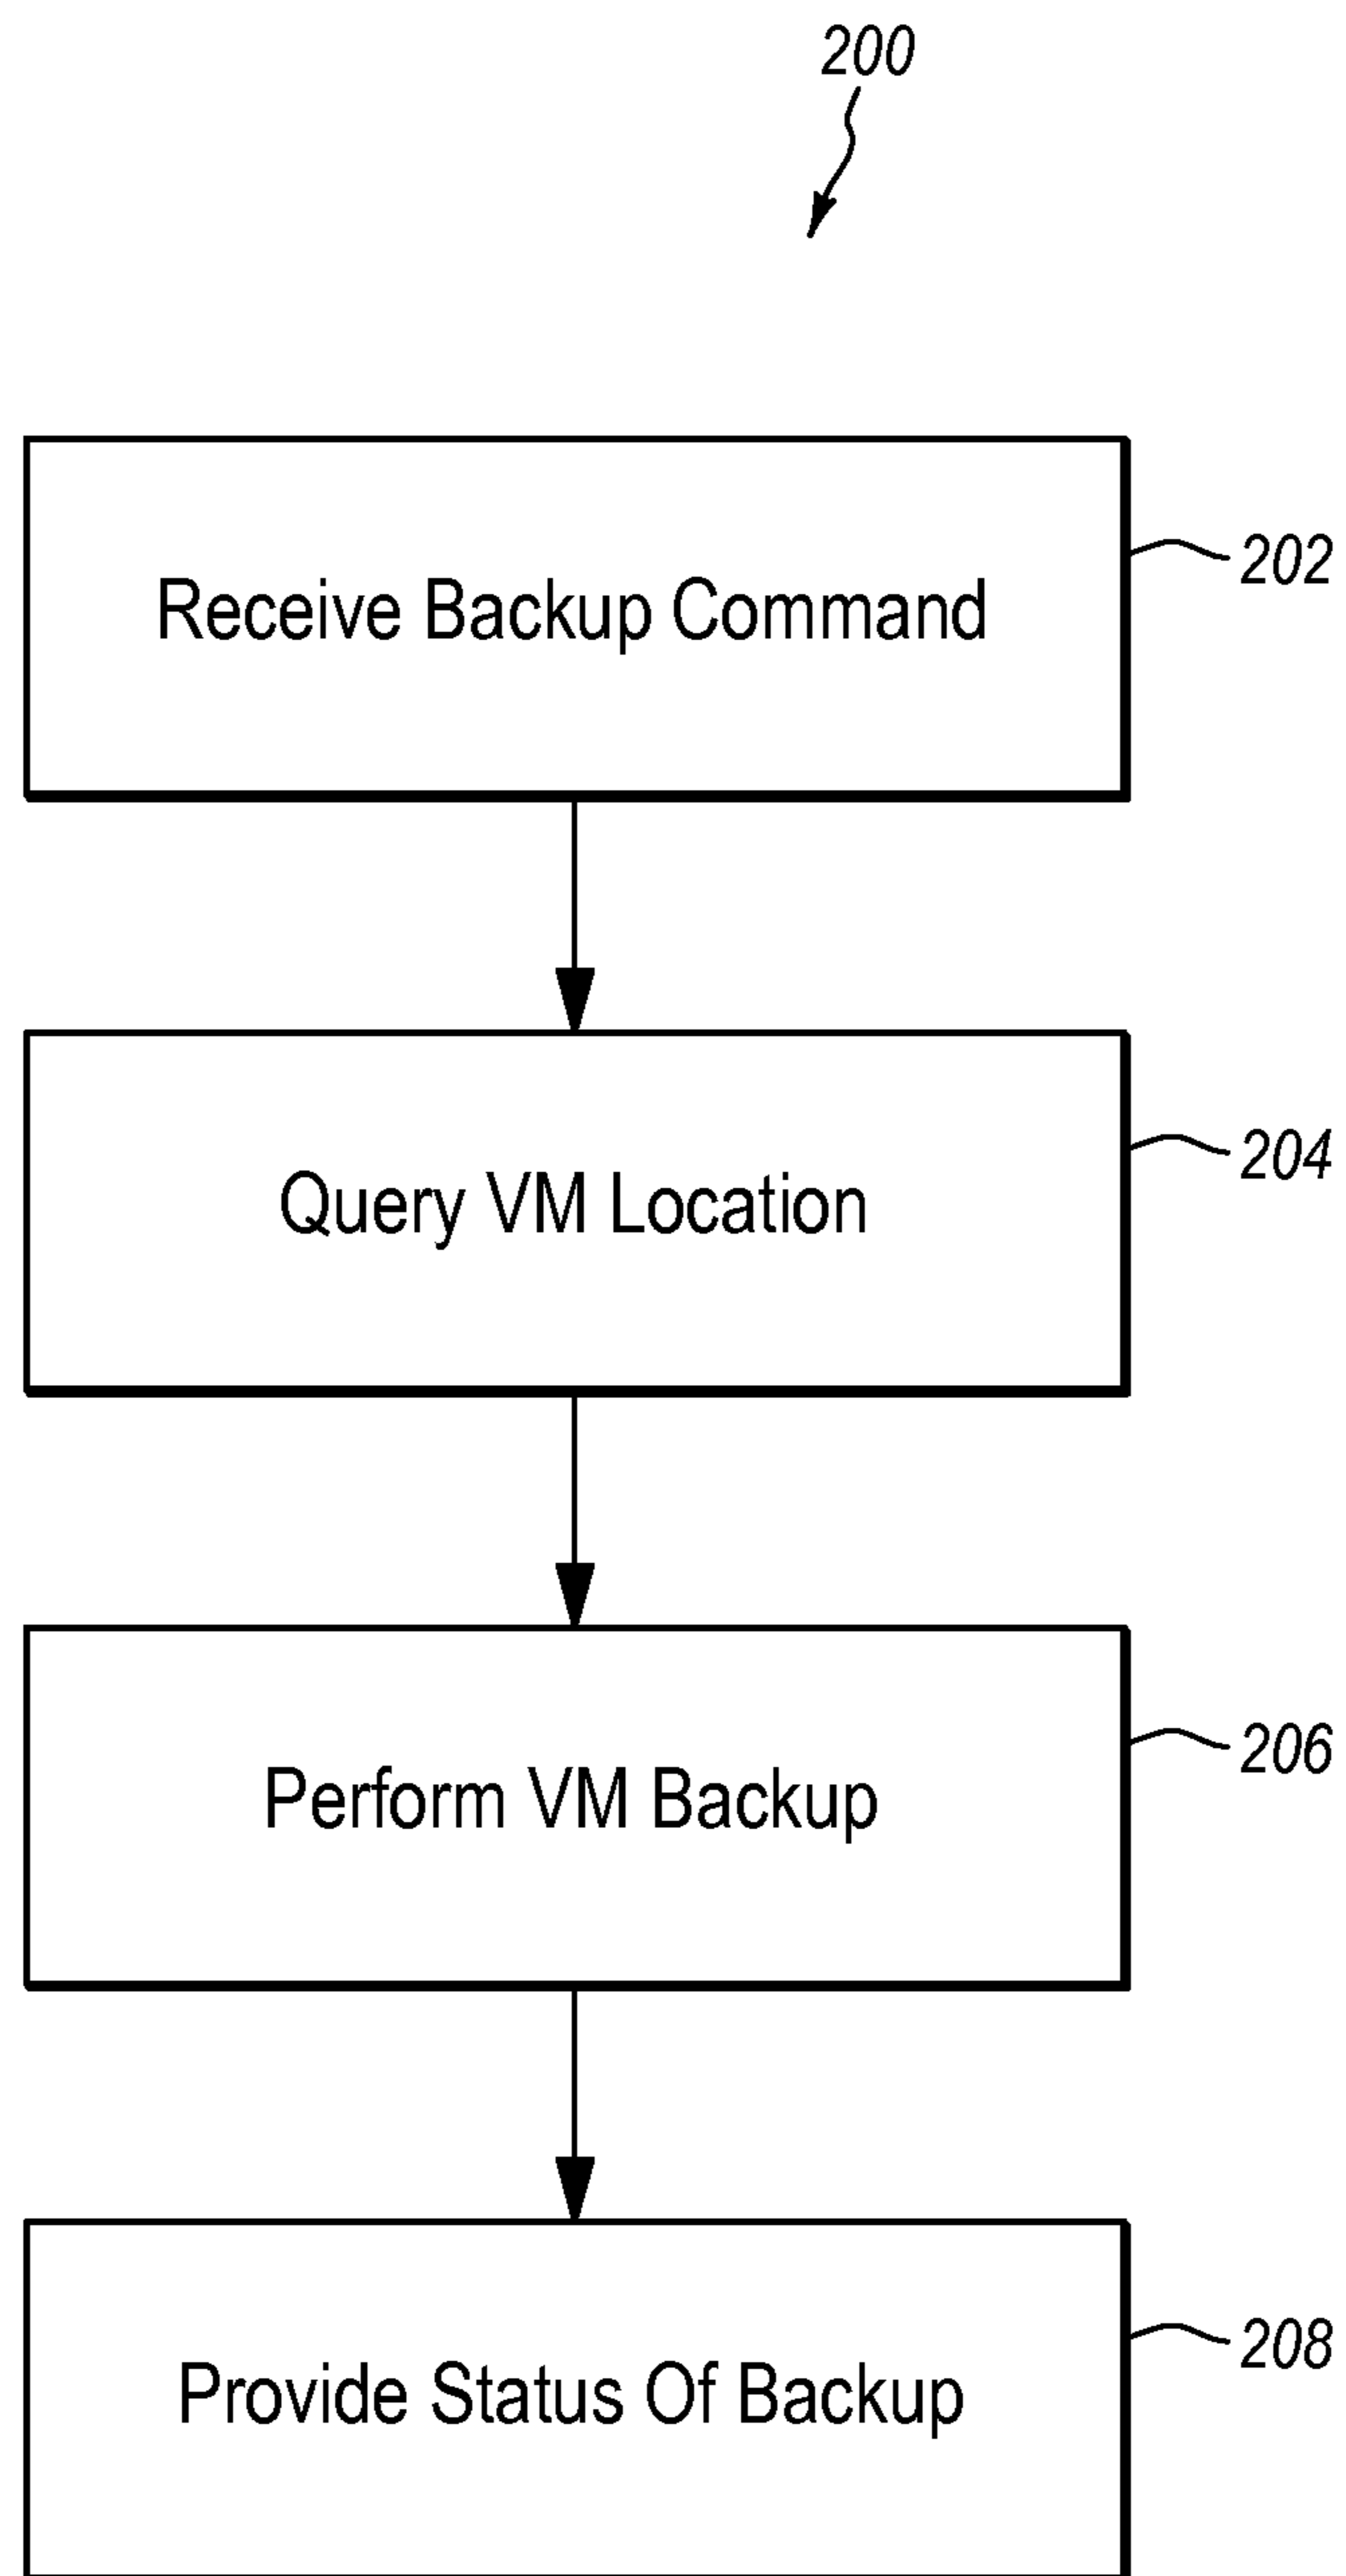 200
Receive Backup Command
202
Query VM Location
204
Perform VM Backup
206
Provide Status Of Backup
208